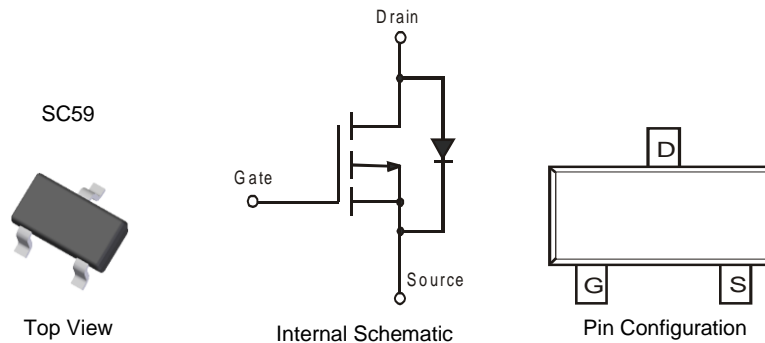 Drain
SC59
D
Gate
G
S
Source
Top View
Internal Schematic
Pin Configuration